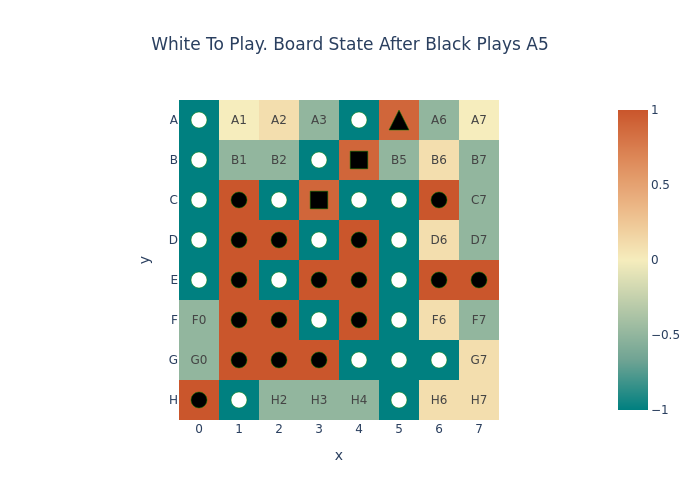 White To Play. Board State After Black Plays A5
A A1 A2 A3 A6 A7 1
B B1 B2 B5 B6 B7
C C7 0.5
D D6 D7
y E 0
F F0 F6 F7 −0.5
G G0 G7
H H2 H3 H4 H6 H7 −1
0 1 2 3 4 5 6 7
x